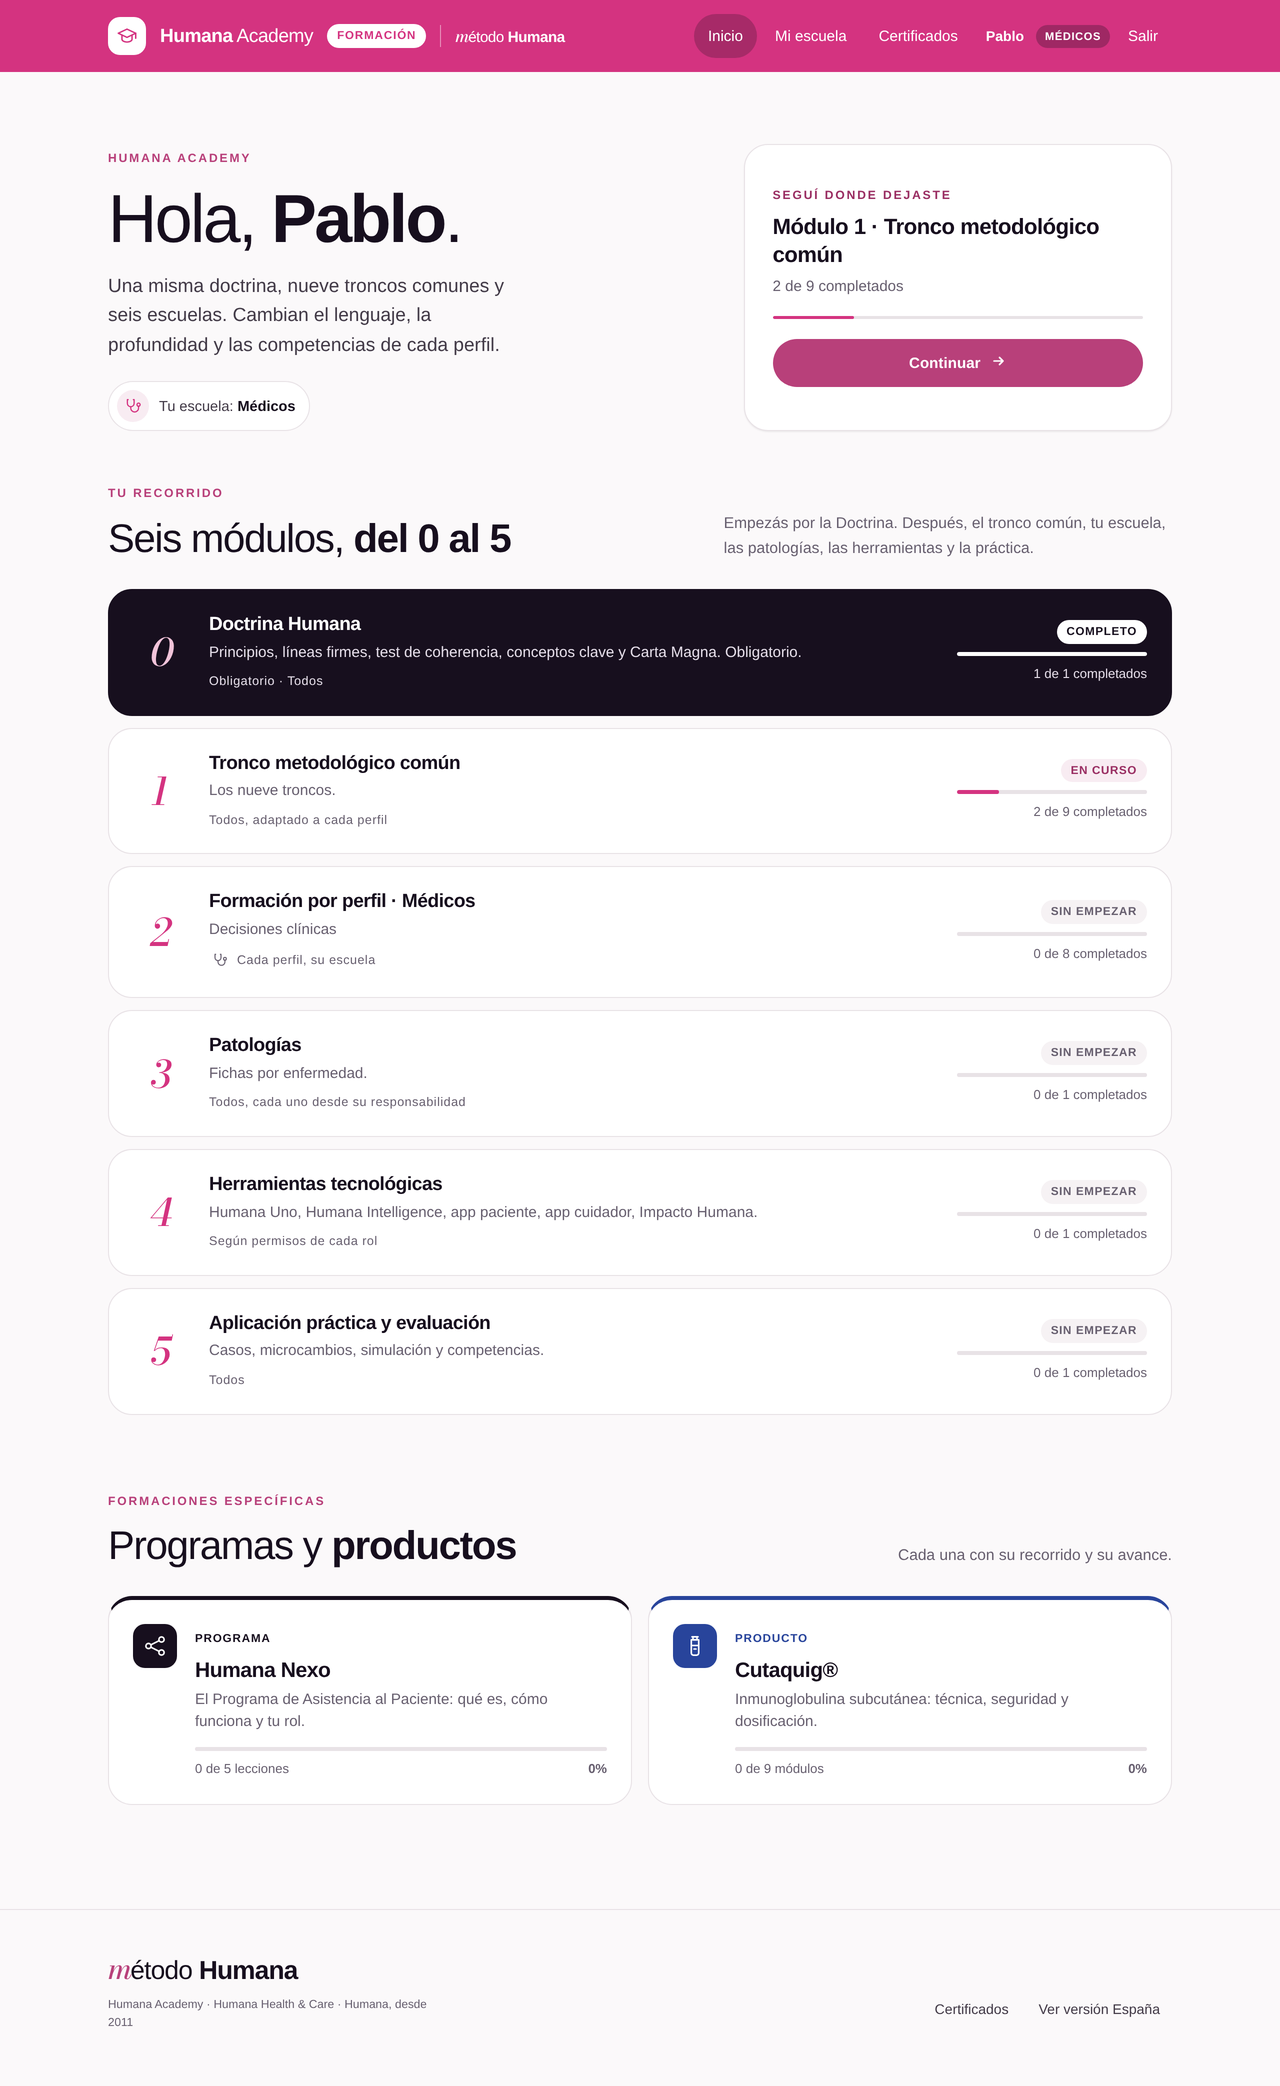 Humana Academy FORMACIÓN método Humana Inicio Mi escuela Certificados Pablo MÉDICOS Salir
HUMANA ACADEMY
Hola, Pablo.
Una misma doctrina, nueve troncos comunes y
seis escuelas. Cambian el lenguaje, la
profundidad y las competencias de cada perfil.
Tu escuela: Médicos
SEGUÍ DONDE DEJASTE
Módulo 1 · Tronco metodológico
común
2 de 9 completados
Continuar →
TU RECORRIDO
Seis módulos, del 0 al 5
Empezás por la Doctrina. Después, el tronco común, tu escuela,
las patologías, las herramientas y la práctica.
0
Doctrina Humana
Principios, líneas firmes, test de coherencia, conceptos clave y Carta Magna. Obligatorio.
Obligatorio · Todos
COMPLETO
1 de 1 completados
1
Tronco metodológico común
Los nueve troncos.
Todos, adaptado a cada perfil
EN CURSO
2 de 9 completados
2
Formación por perfil · Médicos
Decisiones clínicas
Cada perfil, su escuela
SIN EMPEZAR
0 de 8 completados
3
Patologías
Fichas por enfermedad.
Todos, cada uno desde su responsabilidad
SIN EMPEZAR
0 de 1 completados
4
Herramientas tecnológicas
Humana Uno, Humana Intelligence, app paciente, app cuidador, Impacto Humana.
Según permisos de cada rol
SIN EMPEZAR
0 de 1 completados
5
Aplicación práctica y evaluación
Casos, microcambios, simulación y competencias.
Todos
SIN EMPEZAR
0 de 1 completados
FORMACIONES ESPECÍFICAS
Programas y productos
Cada una con su recorrido y su avance.
PROGRAMA
Humana Nexo
El Programa de Asistencia al Paciente: qué es, cómo
funciona y tu rol.
0 de 5 lecciones 0%
PRODUCTO
Cutaquig®
Inmunoglobulina subcutánea: técnica, seguridad y
dosificación.
0 de 9 módulos 0%
método Humana
Humana Academy · Humana Health & Care · Humana, desde
2011
Certificados Ver versión España